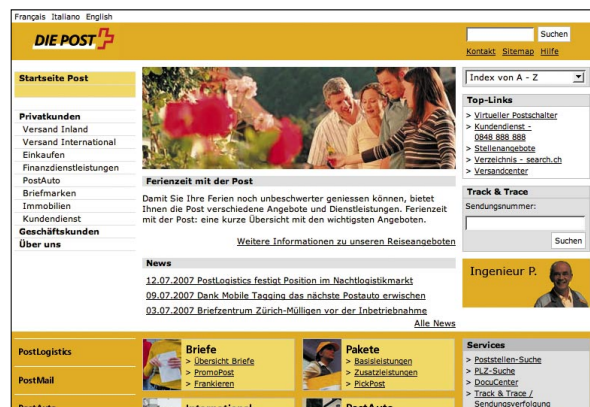 Français Italiano English
DIE POST
Suchen
Kontakt Sitemap Hilfe
Startseite Post
Privatkunden
Versand Inland
Versand International
Einkaufen
Finanzdienstleistungen
PostAuto
Briefmarken
Immobilien
Kundendienst
Geschäftskunden
Über uns
Ferienzeit mit der Post
Damit Sie Ihre Ferien noch unbeschwerter geniessen können, bietet
Ihnen die Post verschiedene Angebote und Dienstleistungen. Ferienzeit
mit der Post: eine kurze Übersicht mit den wichtigsten Angeboten.
Weitere Informationen zu unseren Reiseangeboten
News
12.07.2007 PostLogistics festigt Position im Nachtlogistikmarkt
09.07.2007 Dank Mobile Tagging das nächste Postauto erwischen
03.07.2007 Briefzentrum Zürich-Mülligen vor der Inbetriebnahme
Alle News
Index von A - Z
Top-Links
> Virtueller Postschalter
> Kundendienst -
0848 888 888
> Stellenangebote
> Verzeichnis - search.ch
> Versandcenter
Track & Trace
Sendungsnummer:
Suchen
Ingenieur P.
PostLogistics
PostMail
PostAuto
Briefe
> Übersicht Briefe
> PromoPost
> Frankieren
Pakete
> Basisleistungen
> Zusatzleistungen
> PickPost
International
PostAuto
Services
> Poststellen-Suche
> PLZ-Suche
> DocuCenter
> Track & Trace /
Sendungsverfolgung